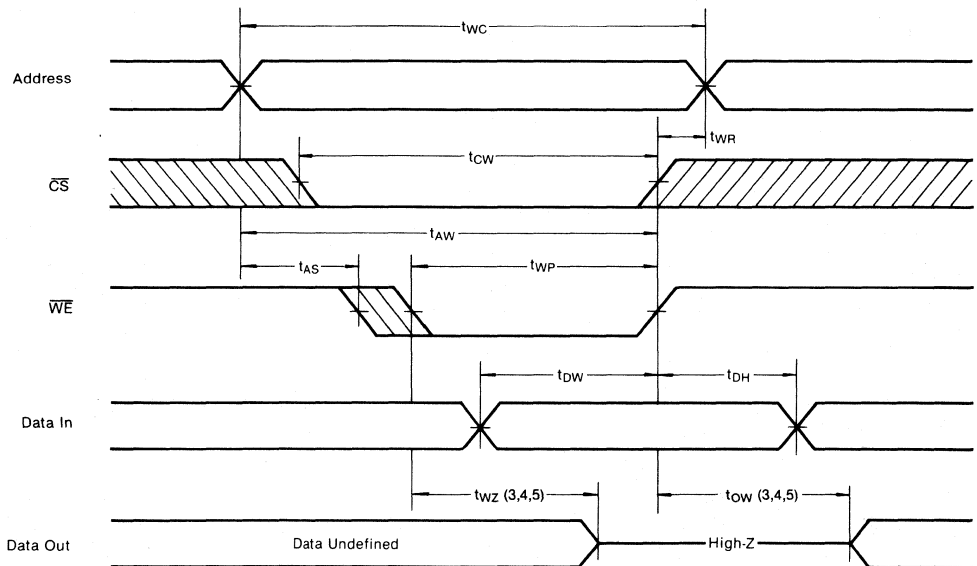 tWC
Address
tWR
tCW
CS
tAW
tAS
tWP
WE
tDW
tDH
Data In
tWZ (3,4,5)
tOW (3,4,5)
Data Out
Data Undefined
High-Z